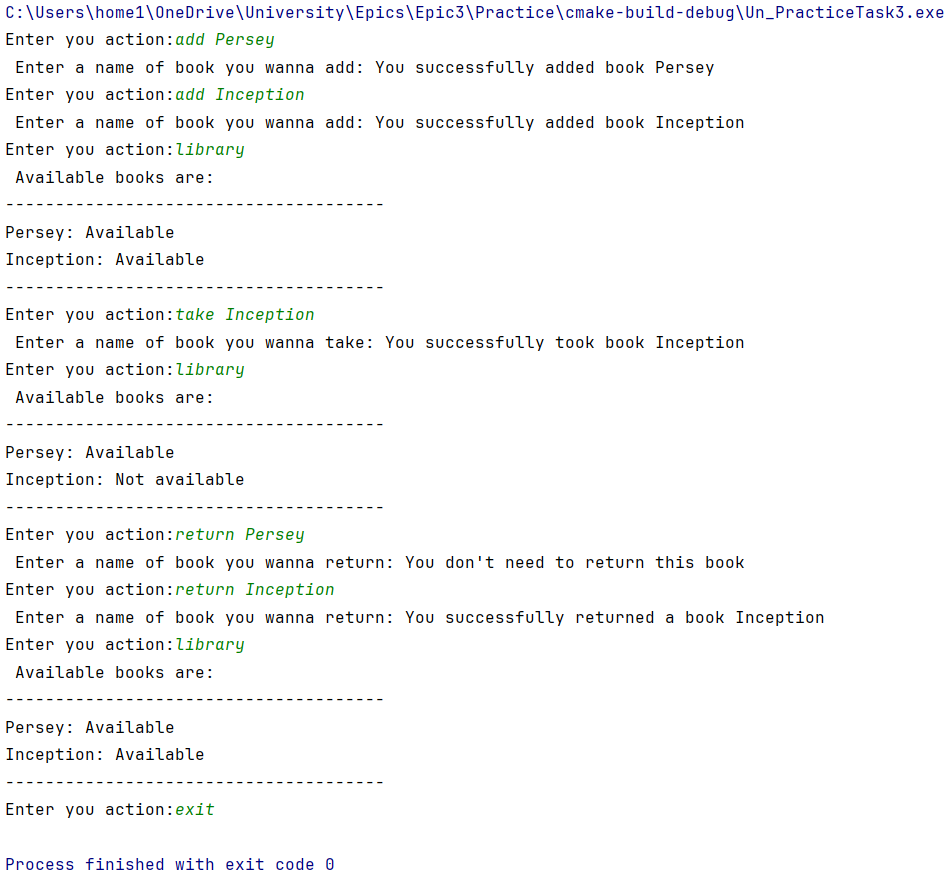 C:\Users\home1\OneDrive\University\Epics\Epic3\Practice\cmake-build-debug\Un_PracticeTask3.exe
Enter you action:add Persey
 Enter a name of book you wanna add: You successfully added book Persey
Enter you action:add Inception
 Enter a name of book you wanna add: You successfully added book Inception
Enter you action:library
 Available books are:
--------------------------------------
Persey: Available
Inception: Available
--------------------------------------
Enter you action:take Inception
 Enter a name of book you wanna take: You successfully took book Inception
Enter you action:library
 Available books are:
--------------------------------------
Persey: Available
Inception: Not available
--------------------------------------
Enter you action:return Persey
 Enter a name of book you wanna return: You don't need to return this book
Enter you action:return Inception
 Enter a name of book you wanna return: You successfully returned a book Inception
Enter you action:library
 Available books are:
--------------------------------------
Persey: Available
Inception: Available
--------------------------------------
Enter you action:exit

Process finished with exit code 0